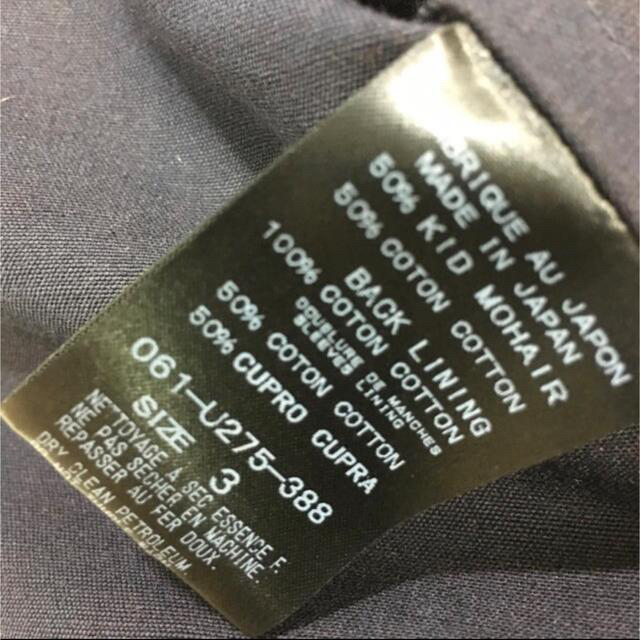 AU JAPON
MADE IN JAPAN
50% KID MOHAIR
50% COTON COTTON
BACK LINING
100% COTON COTTON
DOUBLURE DE MANCHES
SLEEVES LINING
50% COTON COTTON
50% CUPRO CUPRA
061-U275-388
SIZE 3
NETTOYAGE A SEC ESSENCE F.
NE PAS SECHER EN MACHINE.
REPASSER AU FER DOUX.
DRY CLEAN, PETROLEUM.